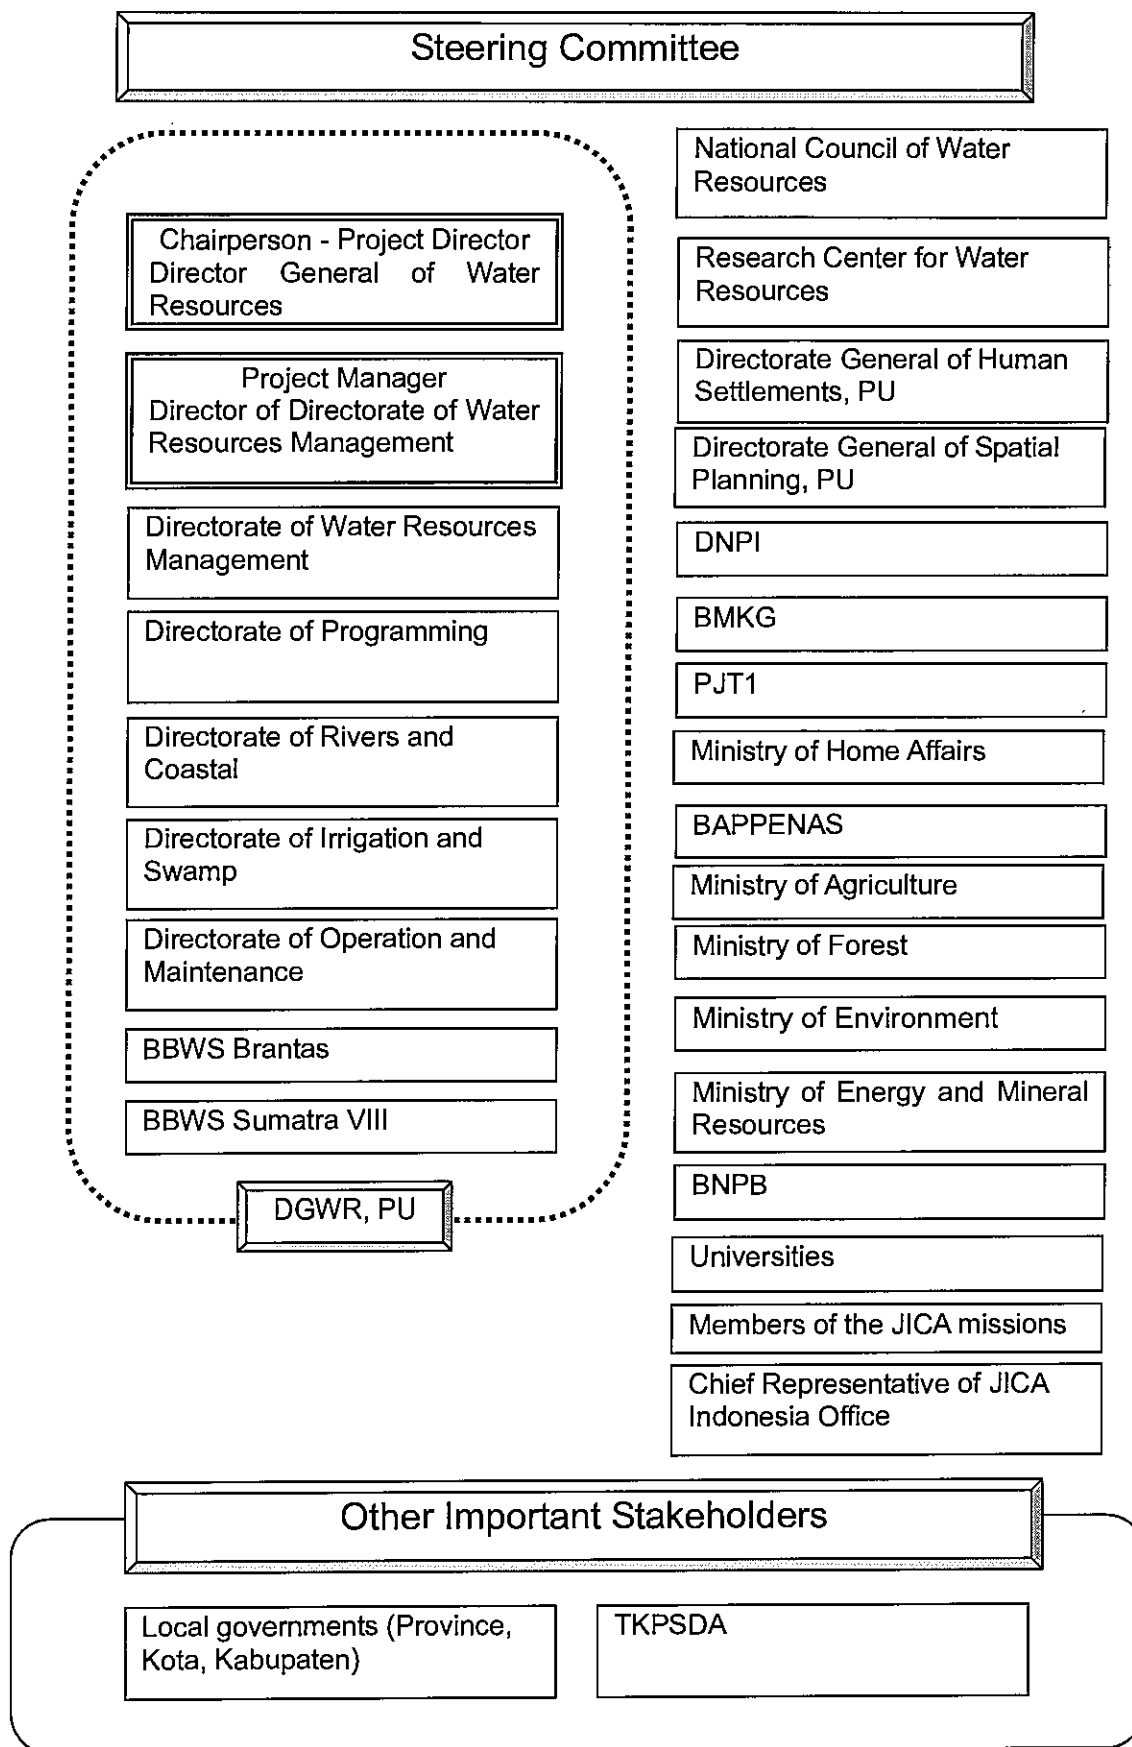 Steering Committee
Chairperson - Project Director
Director General of Water
Resources
Project Manager
Director of Directorate of Water
Resources Management
Directorate of Water Resources
Management
Directorate of Programming
Directorate of Rivers and
Coastal
Directorate of Irrigation and
Swamp
Directorate of Operation and
Maintenance
BBWS Brantas
BBWS Sumatra VIII
DGWR, PU
National Council of Water
Resources
Research Center for Water
Resources
Directorate General of Human
Settlements, PU
Directorate General of Spatial
Planning, PU
DNPI
BMKG
PJT1
Ministry of Home Affairs
BAPPENAS
Ministry of Agriculture
Ministry of Forest
Ministry of Environment
Ministry of Energy and Mineral
Resources
BNPB
Universities
Members of the JICA missions
Chief Representative of JICA
Indonesia Office
Other Important Stakeholders
Local governments (Province,
Kota, Kabupaten)
TKPSDA